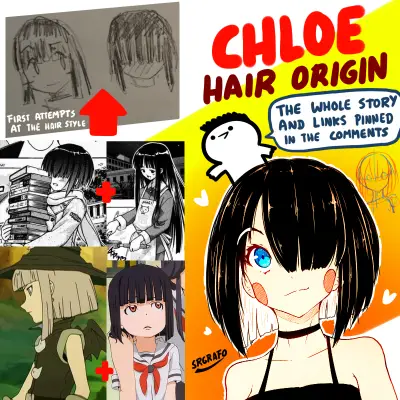 CHLOE
HAIR ORIGIN
THE WHOLE STORY
AND LINKS PINNED
IN THE COMMENTS
FIRST ATTEMPTS
AT THE HAIR STYLE
SRGRAFO